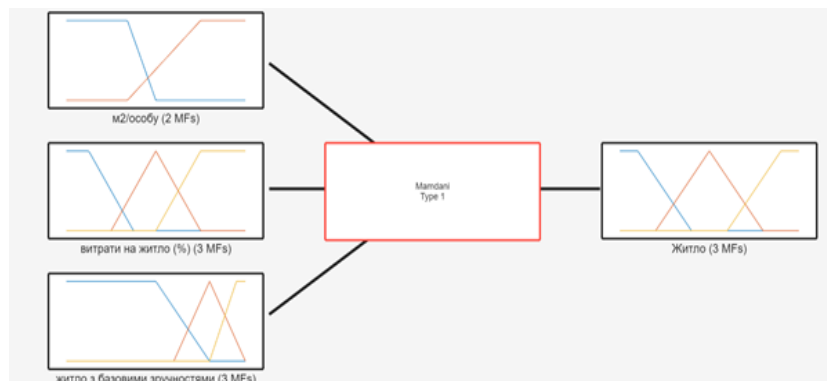 м2/особу (2 MFs)
витрати на житло (%) (3 MFs)
Mamdani
Type 1
Житло (3 MFs)
житло з базовими зручностями (3 MFs)